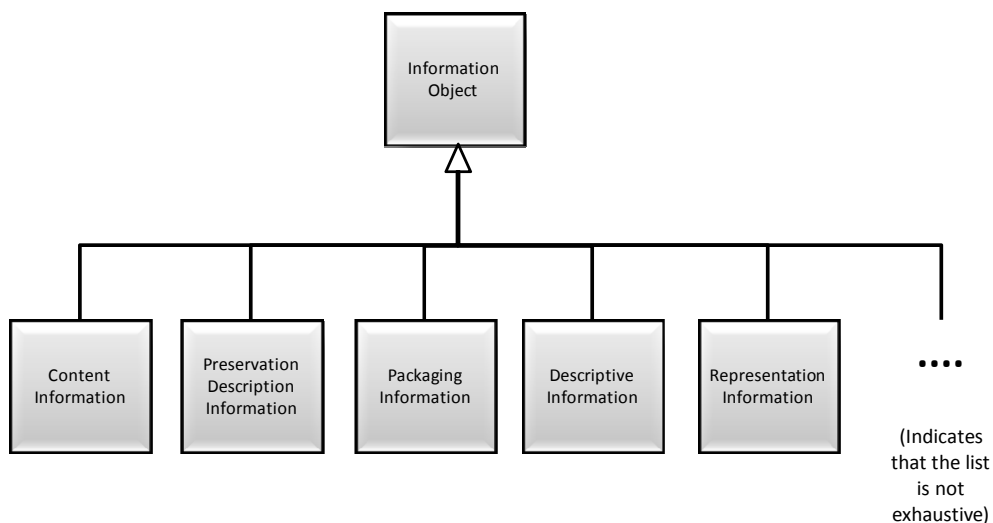 Information
Object
Content
Information
Preservation
Description
Information
Packaging
Information
Descriptive
Information
Representation
Information
....
(Indicates
that the list
is not
exhaustive)